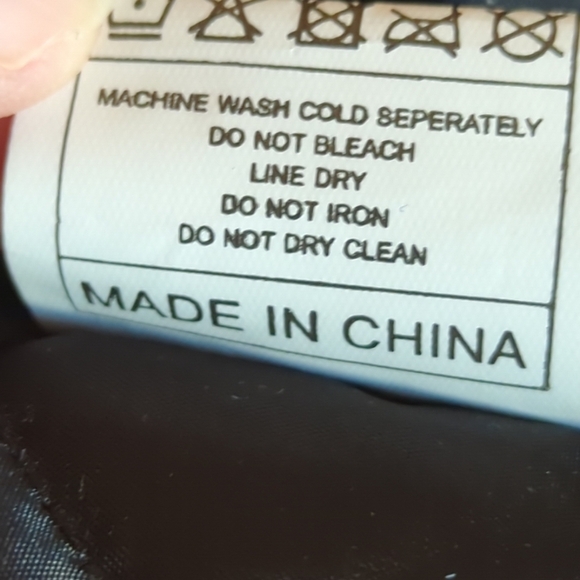 MACHINE WASH COLD SEPERATELY
DO NOT BLEACH
LINE DRY
DO NOT IRON
DO NOT DRY CLEAN
MADE IN CHINA